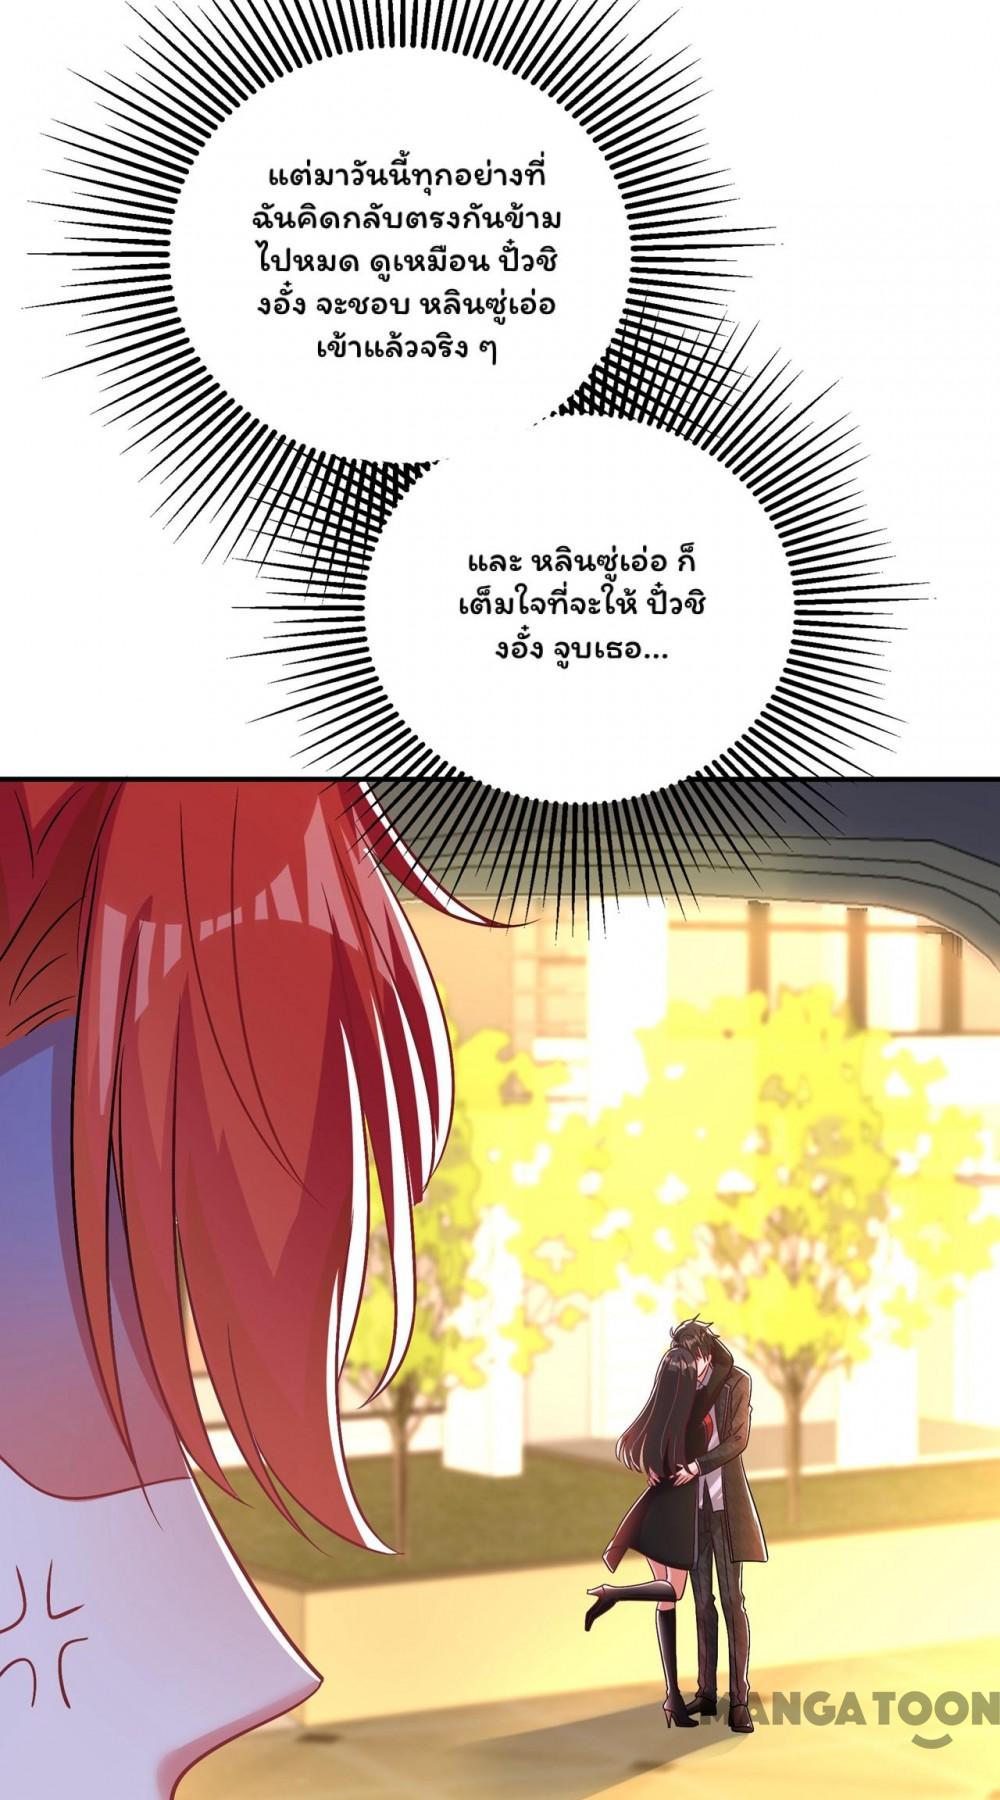 แต่มาวันนี้ทุกอย่างที่
ฉันคิดกลับตรงกันข้าม
ไปหมด ดูเหมือน ปั๋วชิ
งอั๋ง จะชอบ หลินซู่เอ่อ
เข้าแล้วจริง ๆ
และ หลินซู่เอ่อ ก็
เต็มใจที่จะให้ ปั๋วชิ
งอั๋ง จูบเธอ...
MANGATOON